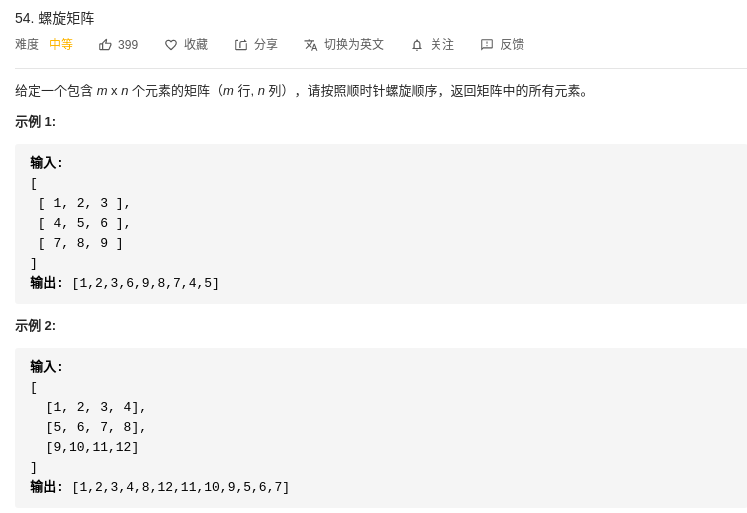 54. 螺旋矩阵
难度 中等 399 收藏 分享 切换为英文 关注 反馈
给定一个包含 m x n 个元素的矩阵（m 行, n 列），请按照顺时针螺旋顺序，返回矩阵中的所有元素。
示例 1:
输入:
[
 [ 1, 2, 3 ],
 [ 4, 5, 6 ],
 [ 7, 8, 9 ]
]
输出: [1,2,3,6,9,8,7,4,5]
示例 2:
输入:
[
  [1, 2, 3, 4],
  [5, 6, 7, 8],
  [9,10,11,12]
]
输出: [1,2,3,4,8,12,11,10,9,5,6,7]